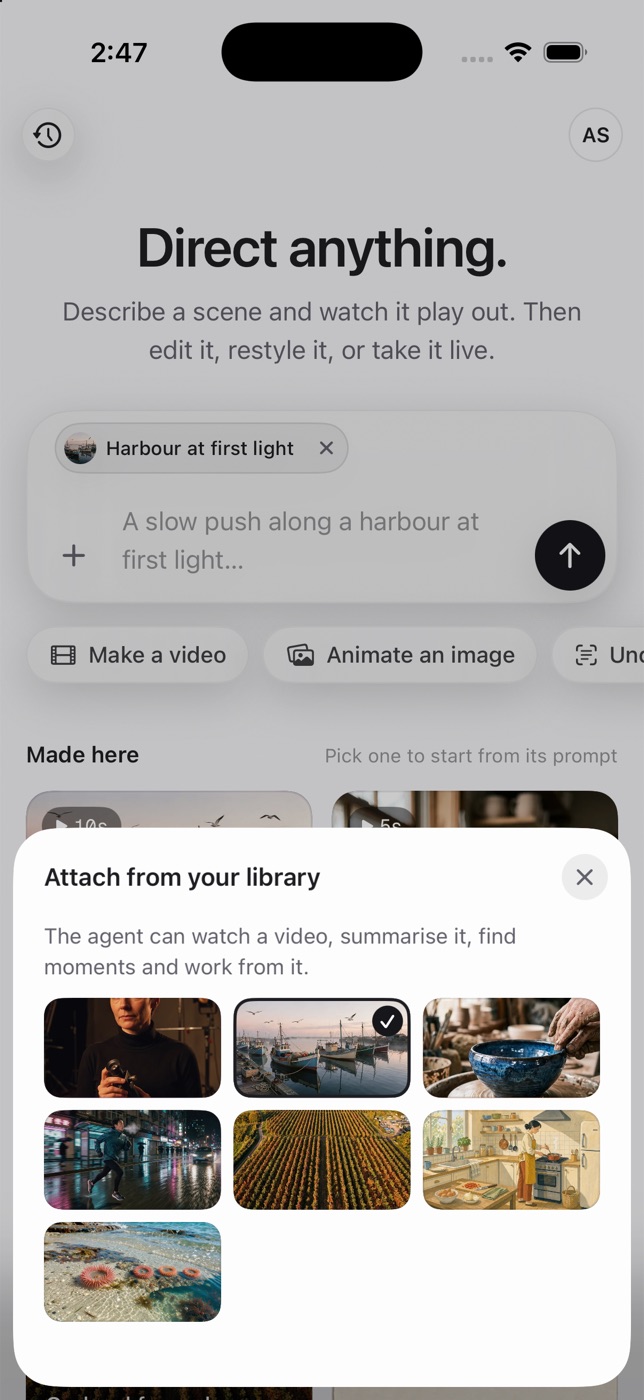 2:47
AS
Direct anything.
Describe a scene and watch it play out. Then
edit it, restyle it, or take it live.
Harbour at first light
A slow push along a harbour at
first light...
Make a video
Animate an image
Made here
Pick one to start from its prompt
10s
5s
Attach from your library
The agent can watch a video, summarise it, find
moments and work from it.